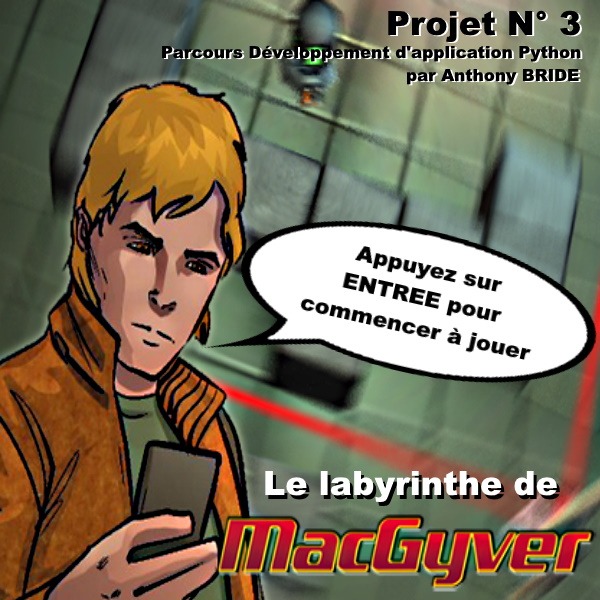 Projet N° 3
Parcours Développement d'application Python
par Anthony BRIDE
Appuyez sur
ENTREE pour
commencer à jouer
Le labyrinthe de
MacGyver